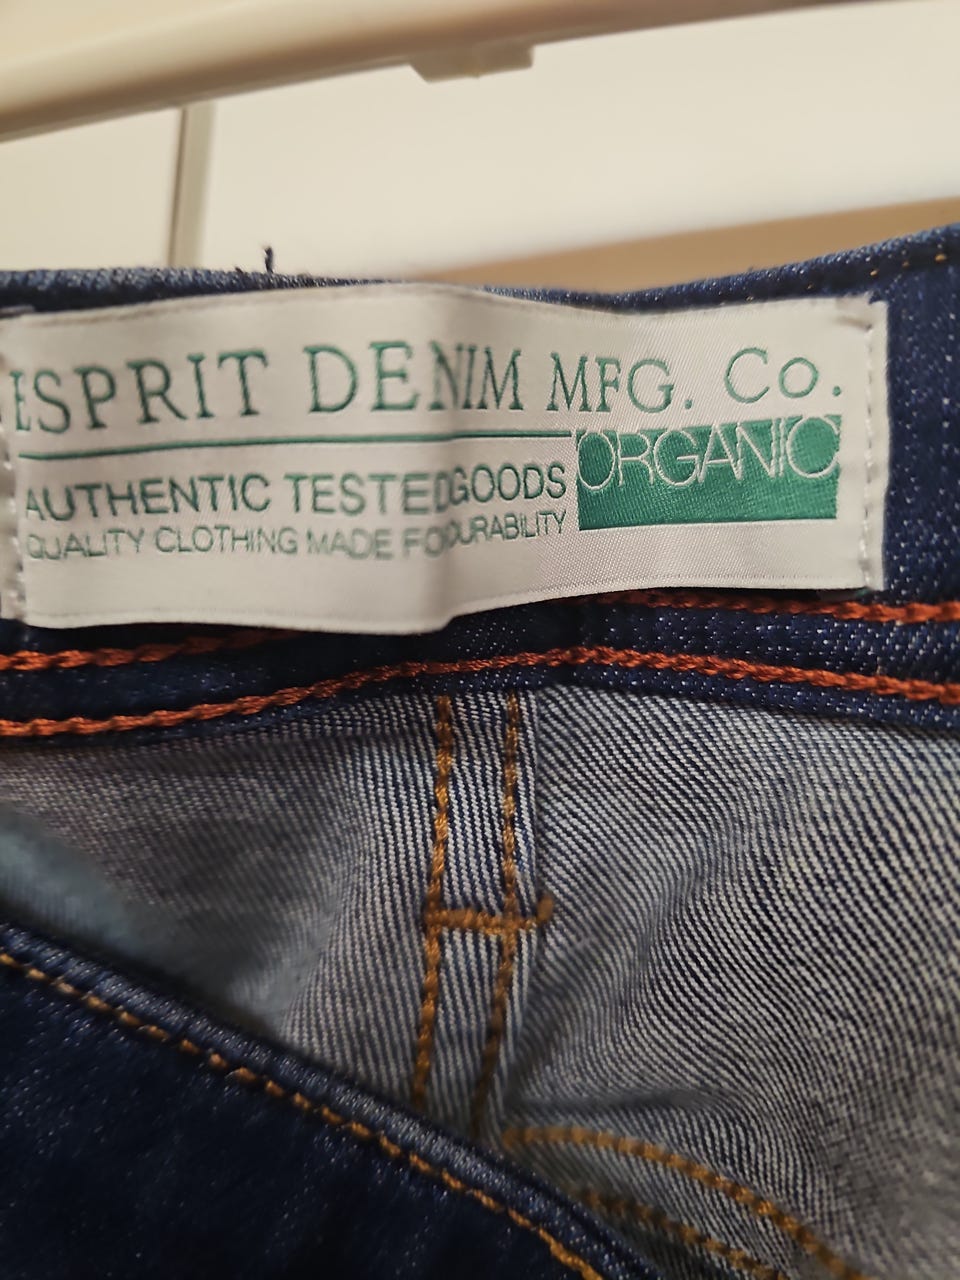 ESPRIT DENIM MFG. Co.
ORGANIC
AUTHENTIC TESTED GOODS
QUALITY CLOTHING MADE FOR DURABILITY